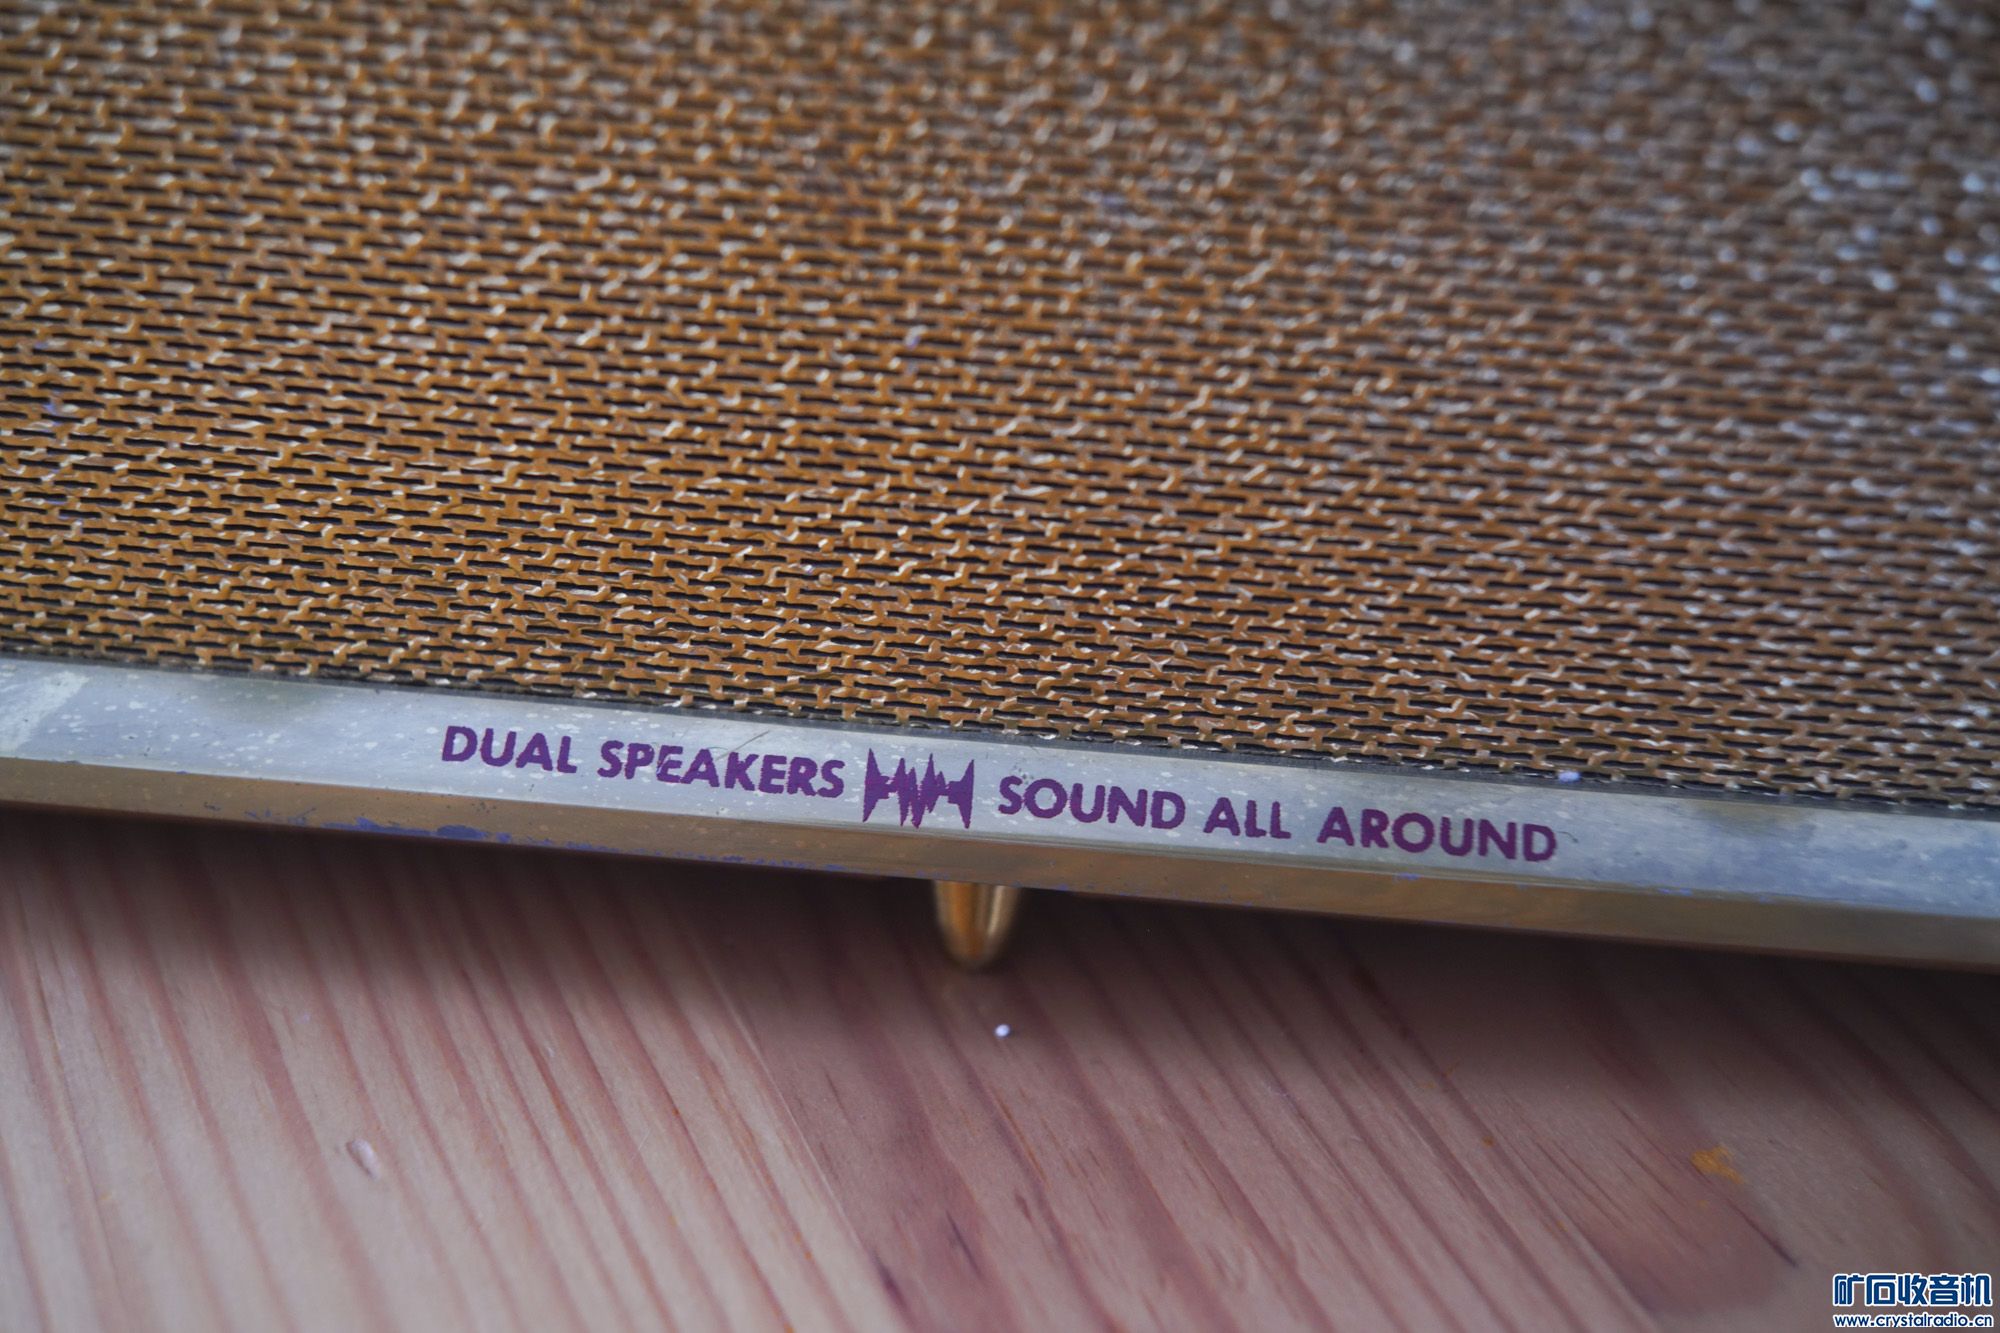 DUAL SPEAKERS SOUND ALL AROUND
矿石收音机
www.crystalradio.cn